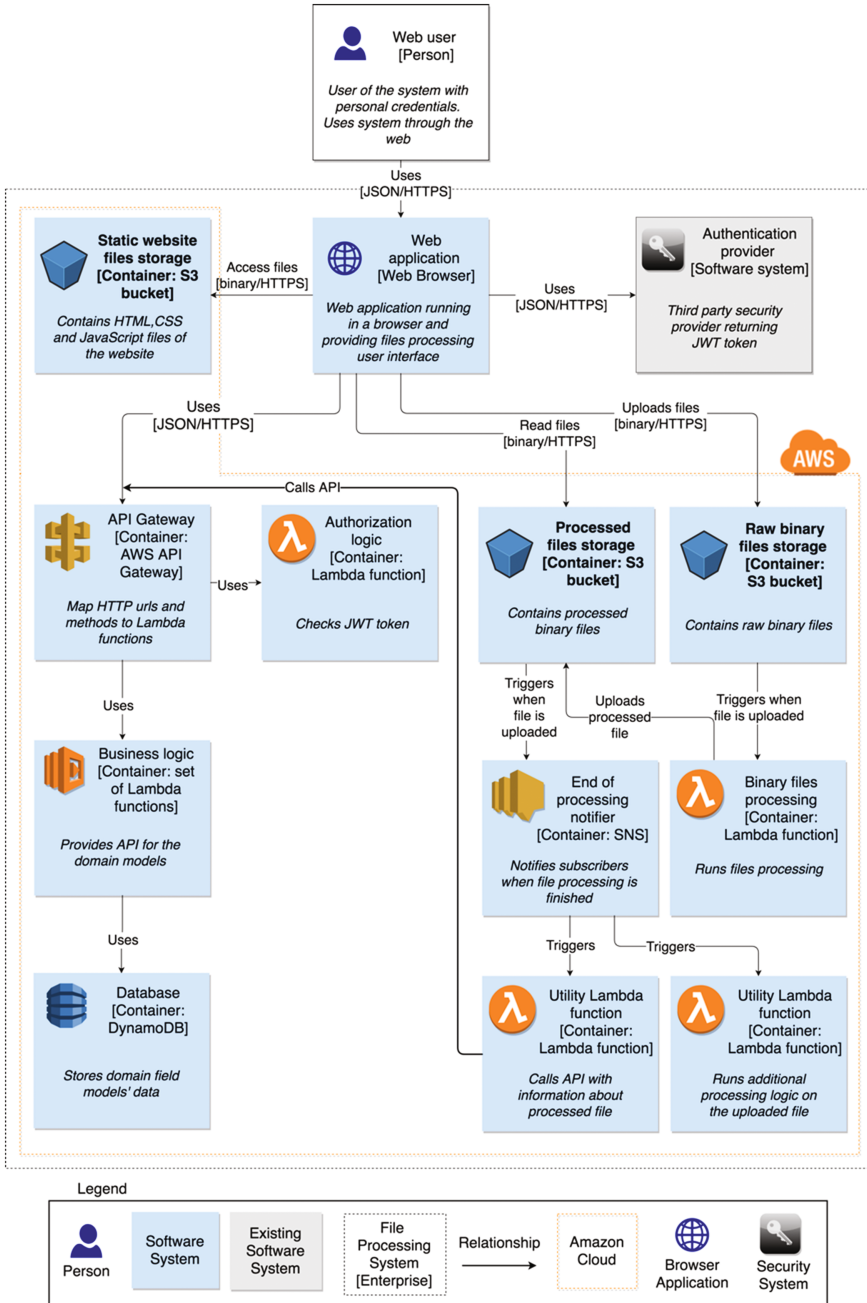 Web user
[Person]
User of the system with
personal credentials.
Uses system through the
web
Uses
[JSON/HTTPS]
Static website
files storage
[Container: S3
bucket]
Contains HTML,CSS
and JavaScript files of
the website
Access files
[binary/HTTPS]
Web
application
[Web Browser]
Web application running
in a browser and
providing files processing
user interface
Uses
[JSON/HTTPS]
Authentication
provider
[Software system]
Third party security
provider returning
JWT token
Uses
[JSON/HTTPS]
Read files
[binary/HTTPS]
Uploads files
[binary/HTTPS]
AWS
Calls API
API Gateway
[Container:
AWS API
Gateway]
Map HTTP urls and
methods to Lambda
functions
Uses
Authorization
logic
[Container:
Lambda function]
Checks JWT token
Processed
files storage
[Container: S3
bucket]
Contains processed
binary files
Raw binary
files storage
[Container:
S3 bucket]
Contains raw binary files
Uses
Triggers
when
file is
uploaded
Uploads
processed
file
Triggers when
file is uploaded
Business logic
[Container: set
of Lambda
functions]
Provides API for the
domain models
End of
processing
notifier
[Container: SNS]
Notifies subscribers
when file processing is
finished
Binary files
processing
[Container:
Lambda function]
Runs files processing
Uses
Triggers
Triggers
Database
[Container:
DynamoDB]
Stores domain field
models' data
Utility Lambda
function
[Container:
Lambda function]
Calls API with
information about
processed file
Utility Lambda
function
[Container:
Lambda function]
Runs additional
processing logic on
the uploaded file
Legend
Person
Software
System
Existing
Software
System
File
Processing
System
[Enterprise]
Relationship
Amazon
Cloud
Browser
Application
Security
System